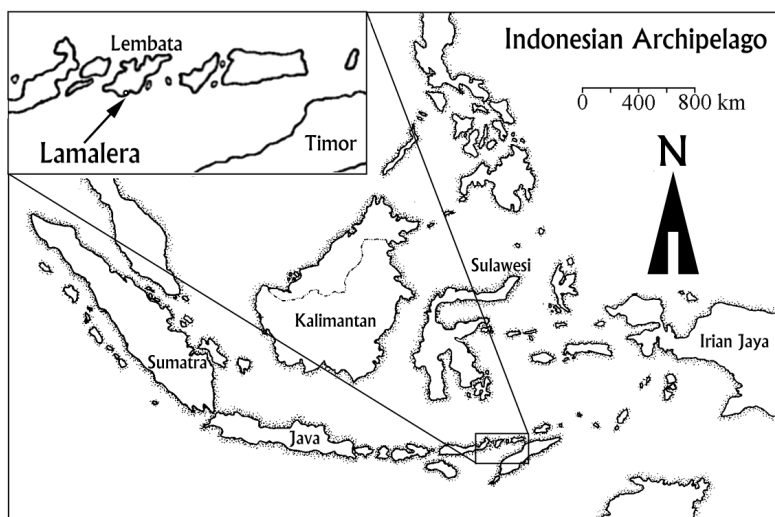 Indonesian Archipelago
0 400 800 km
N
Lembata
Lamalera
Timor
Sulawesi
Kalimantan
Sumatra
Irian Jaya
Java